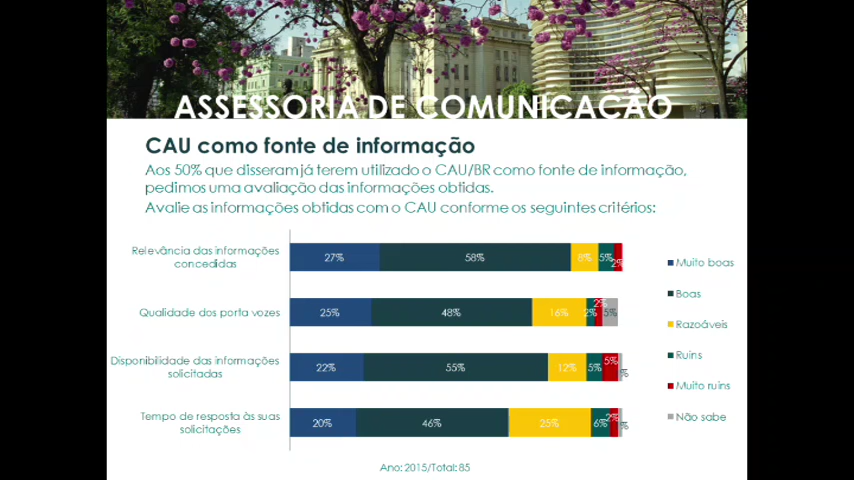 ASSESSORIA DE COMUNICAÇÃO
CAU como fonte de informação
Aos 50% que disseram já terem utilizado o CAU/BR como fonte de informação,
pedimos uma avaliação das informações obtidas.
Avalie as informações obtidas com o CAU conforme os seguintes critérios:
Relevância das informações
concedidas
27% 58% 8% 5% 2%
Qualidade dos porta vozes
25% 48% 16% 2% 2% 5%
Disponibilidade das informações
solicitadas
22% 55% 12% 5% 5% %
Tempo de resposta às suas
solicitações
20% 46% 25% 6% 2% %
Muito boas
Boas
Razoáveis
Ruins
Muito ruins
Não sabe
Ano: 2015/Total: 85